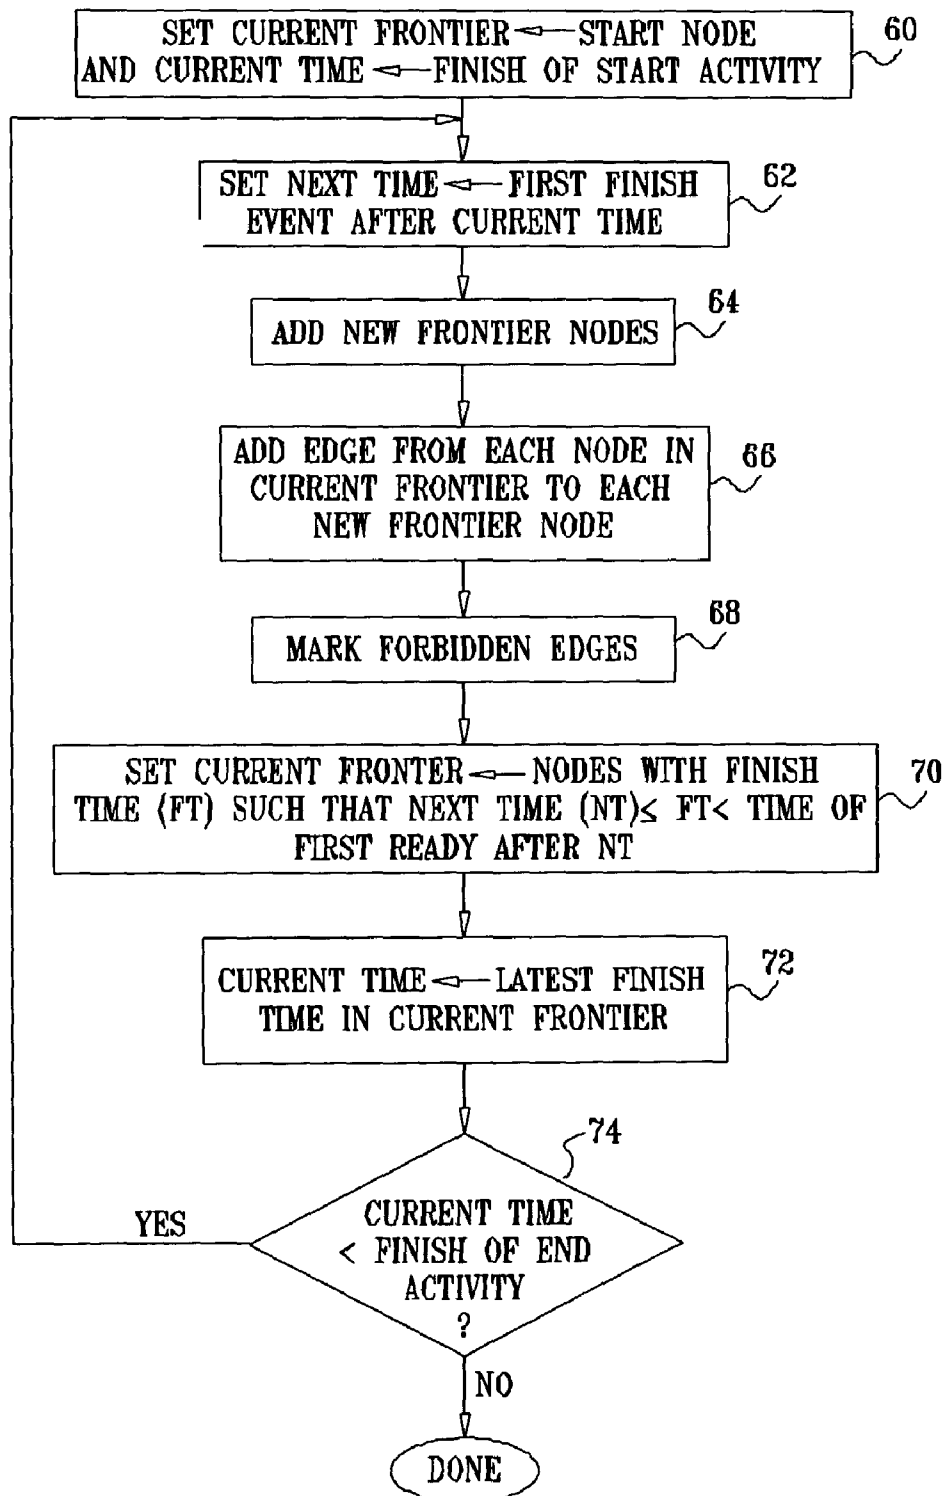 SET CURRENT FRONTIER ← START NODE
AND CURRENT TIME ← FINISH OF START ACTIVITY
60
SET NEXT TIME ← FIRST FINISH
EVENT AFTER CURRENT TIME
62
ADD NEW FRONTIER NODES
64
ADD EDGE FROM EACH NODE IN
CURRENT FRONTIER TO EACH
NEW FRONTIER NODE
66
MARK FORBIDDEN EDGES
68
SET CURRENT FRONTER ← NODES WITH FINISH
TIME (FT) SUCH THAT NEXT TIME (NT)≤ FT< TIME OF
FIRST READY AFTER NT
70
CURRENT TIME ← LATEST FINISH
TIME IN CURRENT FRONTIER
72
74
CURRENT TIME
< FINISH OF END
ACTIVITY
?
YES
NO
DONE